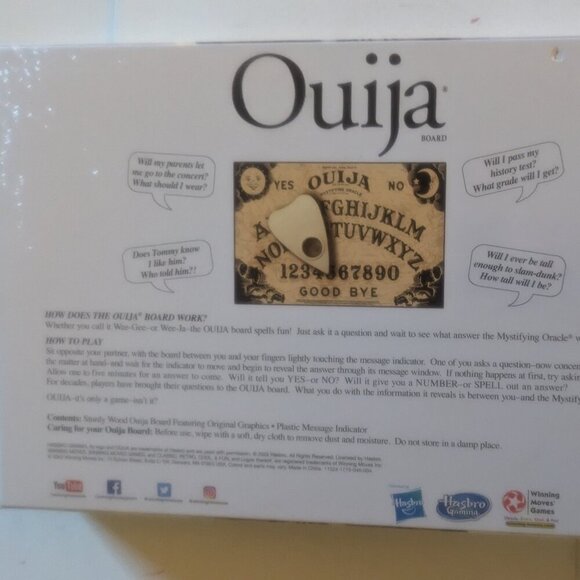 Ouija®
BOARD
Will my parents let
me go to the concert?
What should I wear?
Will I pass my
history test?
What grade will I get?
Does Tommy know
I like him?
Who told him?!
Will I ever be tall
enough to slam-dunk?
How tall will I be?
YES OUIJA NO
MYSTIFYING ORACLE
A FGHIJKLM
NO TUVWXYZ
1234567890
GOOD BYE
HOW DOES THE OUIJA® BOARD WORK?
Whether you call it Wee-Gee-or Wee-Ja-the OUIJA board spells fun! Just ask it a question and wait to see what answer the Mystifying Oracle®
HOW TO PLAY
Sit opposite your partner, with the board between you and your fingers lightly touching the message indicator. One of you asks a question–now
the matter at hand-and wait for the indicator to move and begin to reveal the answer through its message window. If nothing happens at first, try
Allow one to five minutes for an answer to come. Will it tell you YES-or NO? Will it give you a NUMBER-or SPELL out an answer?
For decades, players have brought their questions to the OUIJA board. What you do with the information it reveals is between you-and the
OUIJA-it's only a game-isn't it?
Contents: Sturdy Wood Ouija Board Featuring Original Graphics • Plastic Message Indicator
Caring for your Ouija Board: Before use, wipe with a soft, dry cloth to remove dust and moisture. Do not store in a damp place.
YouTube
Hasbro
Hasbro
Gaming
Winning
Moves®
Games